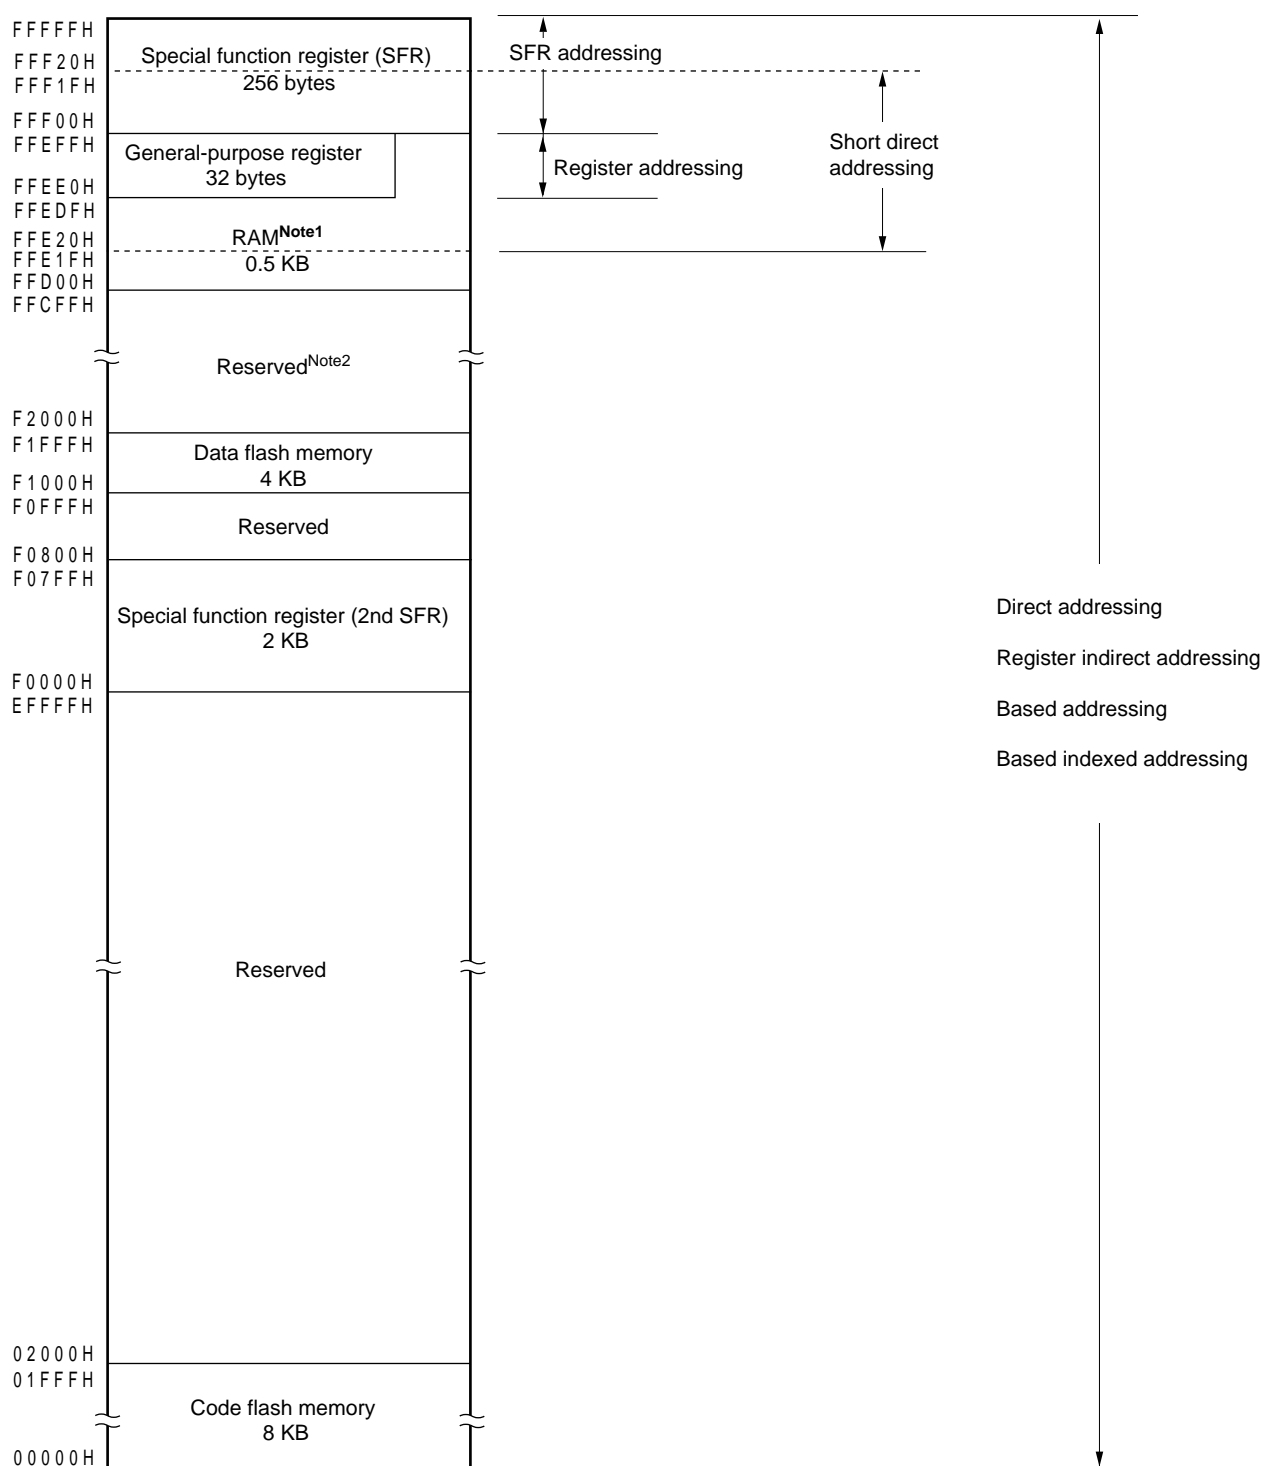 FFFFFH
Special function register (SFR)
256 bytes
SFR addressing
FFF20H
FFF1FH
FFF00H
FFEFFH
General-purpose register
32 bytes
Register addressing
Short direct
addressing
FFEE0H
FFEDFH
RAMNote1
0.5 KB
FFE20H
FFE1FH
FFD00H
FFCFFH
ReservedNote2
F2000H
F1FFFH
Data flash memory
4 KB
F1000H
F0FFFH
Reserved
F0800H
F07FFH
Special function register (2nd SFR)
2 KB
F0000H
EFFFFH
Direct addressing
Register indirect addressing
Based addressing
Based indexed addressing
Reserved
02000H
01FFFH
Code flash memory
8 KB
00000H